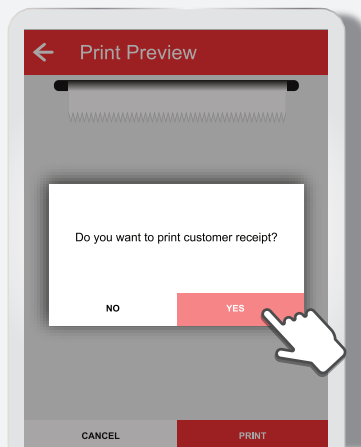 Print Preview
Do you want to print customer receipt?
NO
YES
CANCEL
PRINT